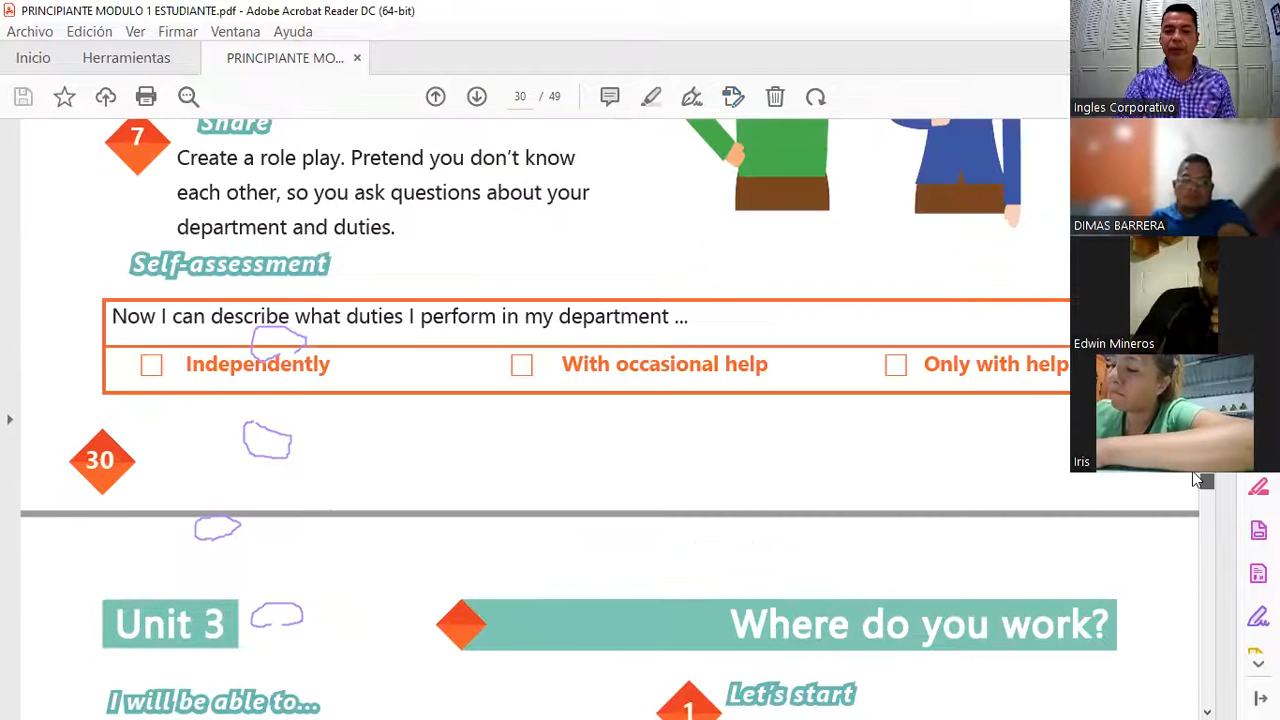 PRINCIPIANTE MODULO 1 ESTUDIANTE.pdf - Adobe Acrobat Reader DC (64-bit)
Archivo Edición Ver Firmar Ventana Ayuda
Inicio Herramientas PRINCIPIANTE MO... ×
30 / 49
7 Share
Create a role play. Pretend you don't know
each other, so you ask questions about your
department and duties.
Self-assessment
Now I can describe what duties I perform in my department ...
Independently With occasional help Only with help
30
Unit 3 Where do you work?
I will be able to... 1 Let's start
Ingles Corporativo
DIMAS BARRERA
Edwin Mineros
Iris